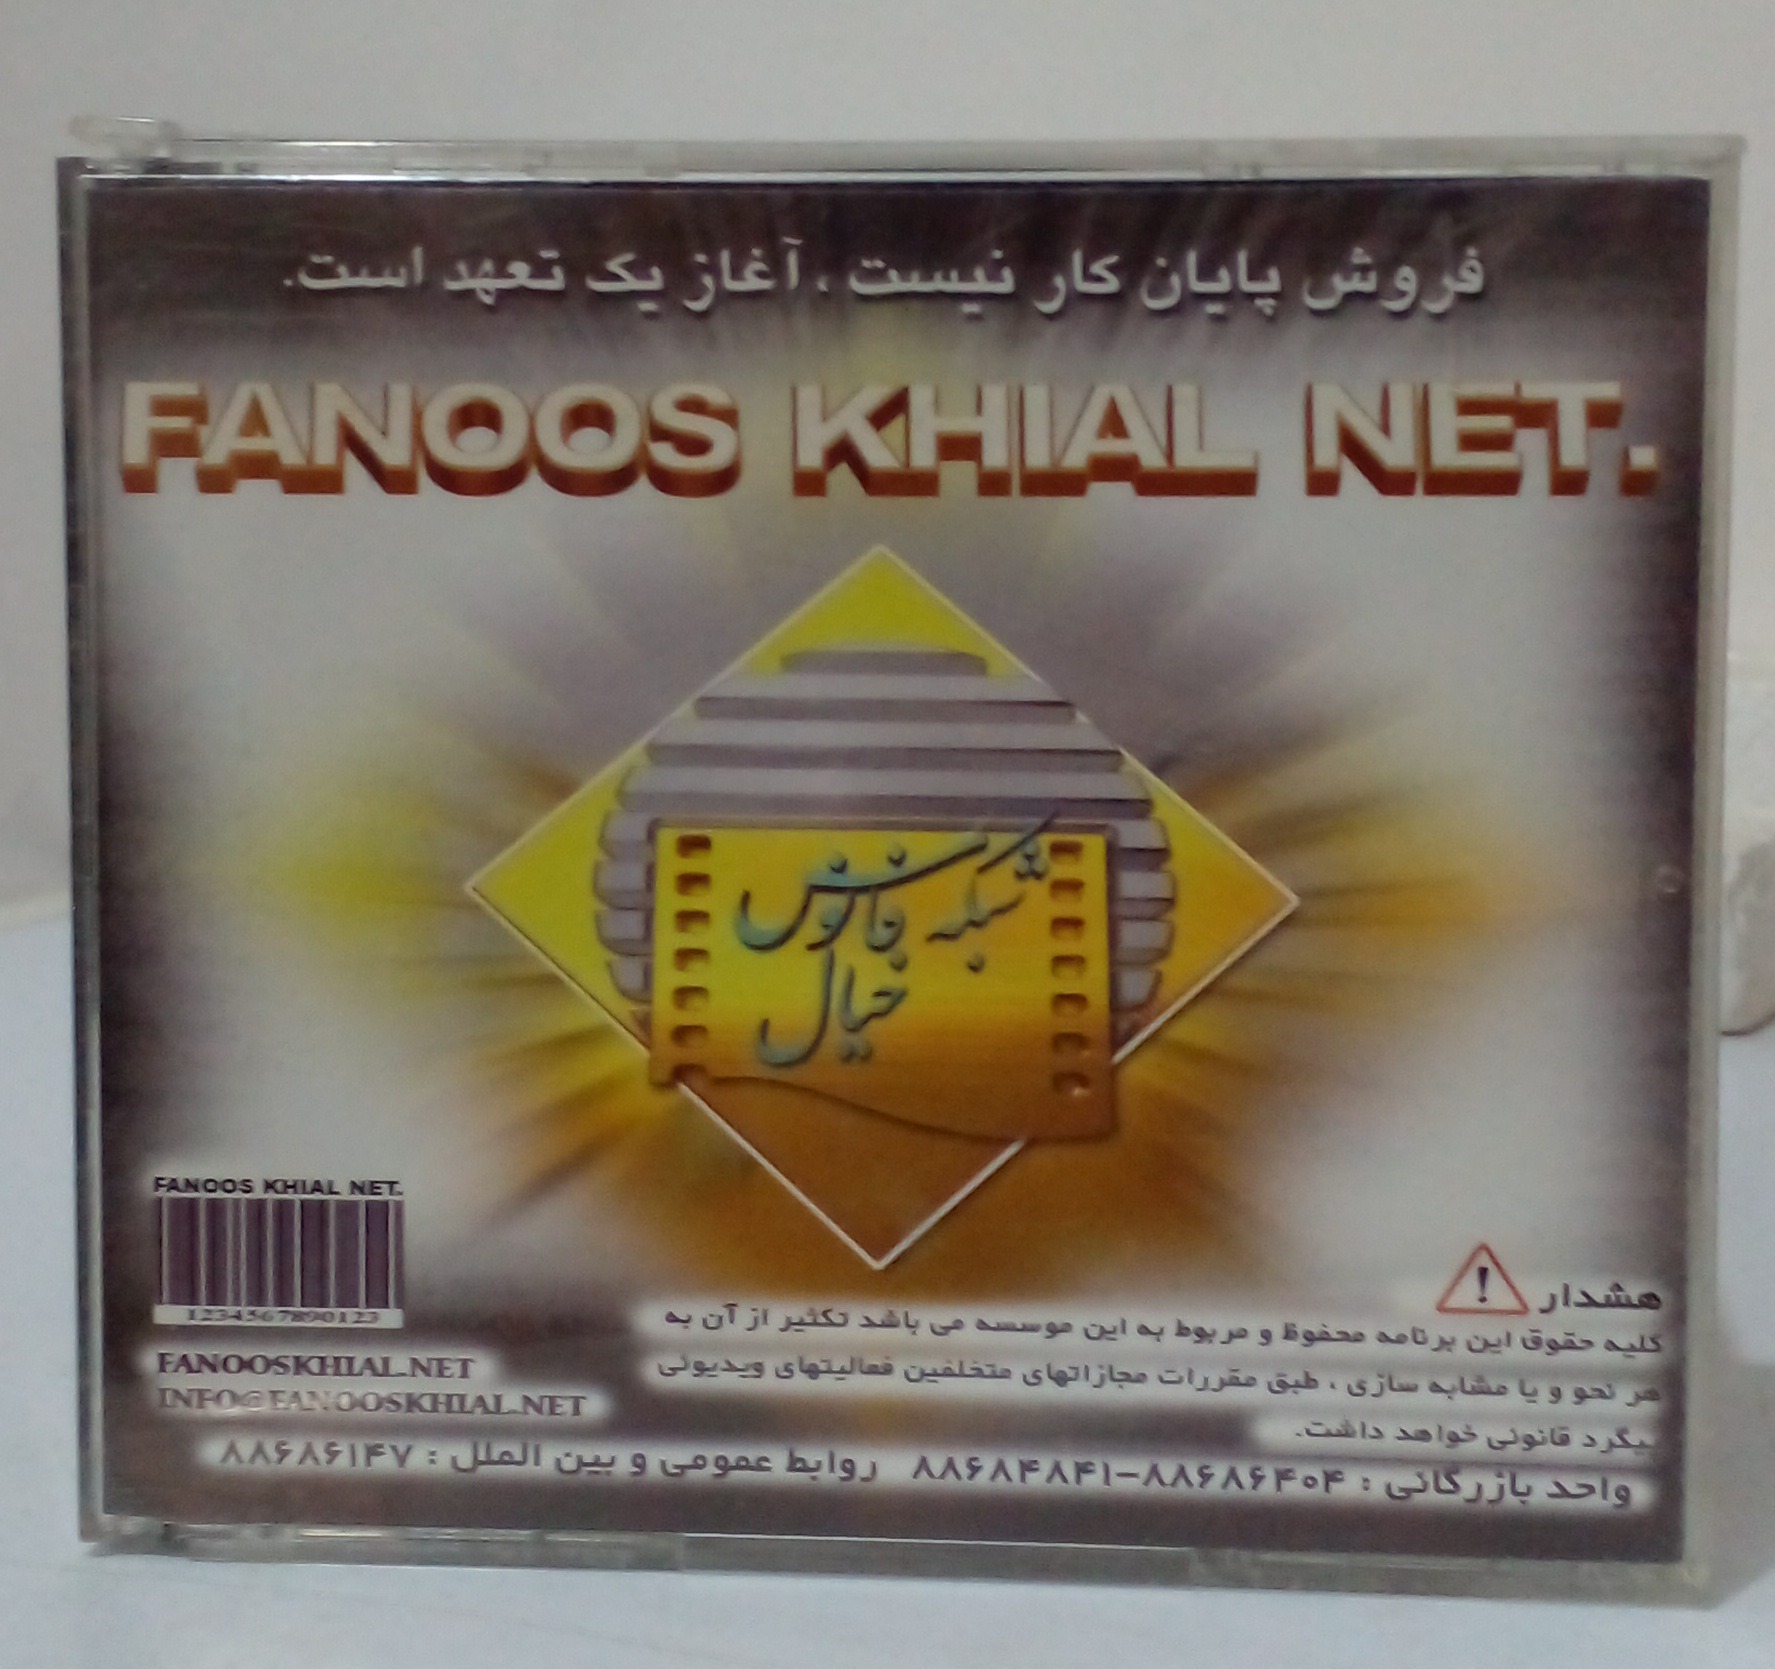 فروش پایان کار نیست ، آغاز یک تعهد است.
FANOOS KHIAL NET.
شبکه فانوس
خیال
FANOOS KHIAL NET.
1234567890123
FANOOSKHIAL.NET
INFO@FANOOSKHIAL.NET
هشدار
کلیه حقوق این برنامه محفوظ و مربوط به این موسسه می باشد تکثیر از آن به
هر نحو و یا مشابه سازی ، طبق مقررات مجازاتهای متخلفین فعالیتهای ویدیوئی
پیگرد قانونی خواهد داشت.
واحد بازرگانی : ۸۸۶۸۶۴۰۴-۸۸۶۸۴۸۴۱ روابط عمومی و بین الملل : ۸۸۶۸۶۱۴۷